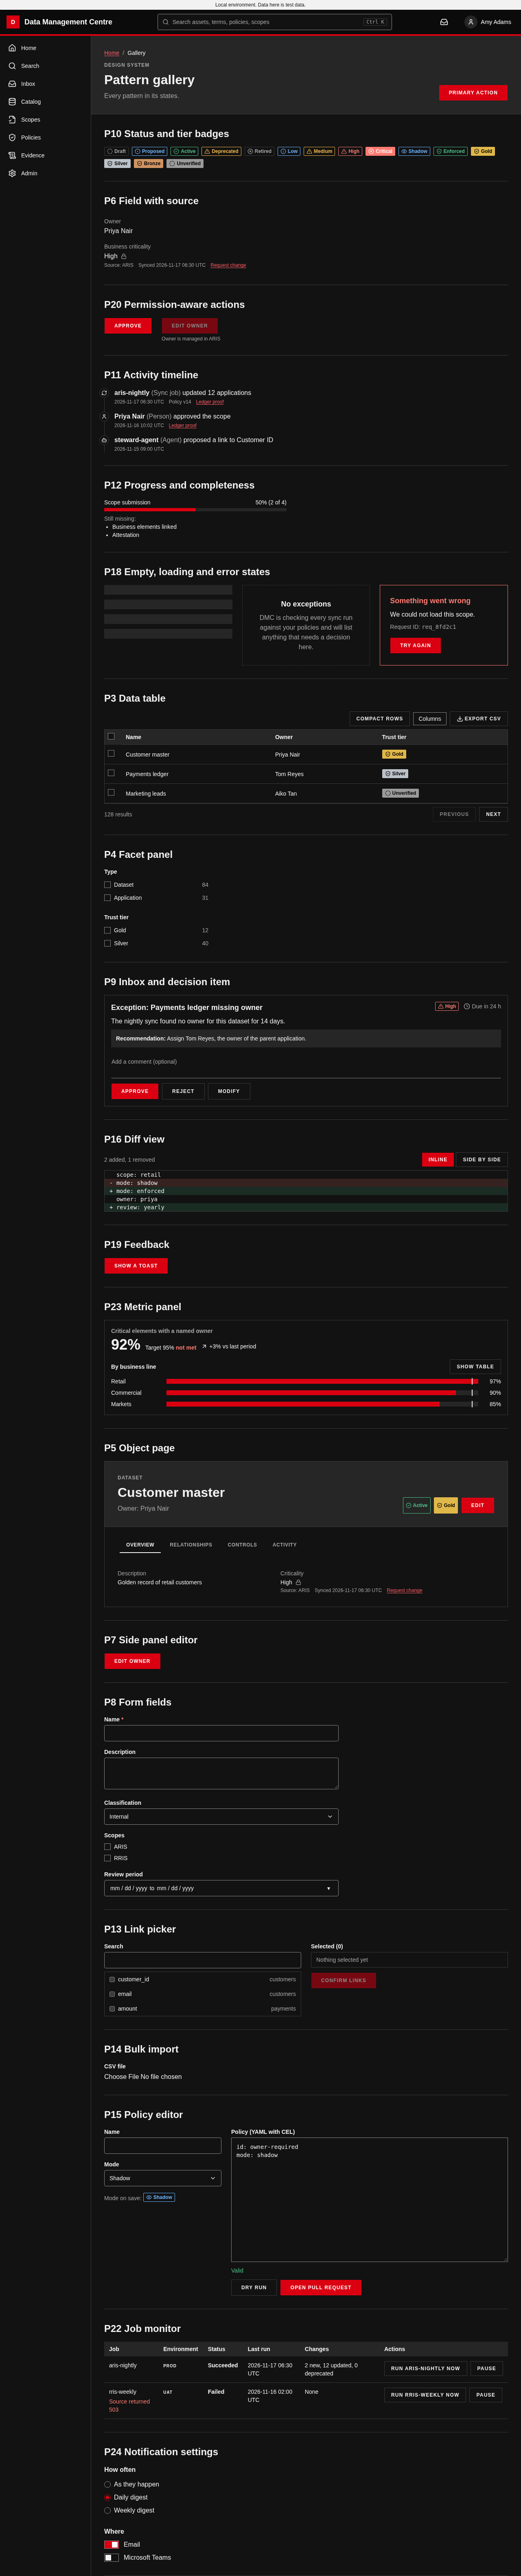 Local environment. Data here is test data.
D Data Management Centre
Search assets, terms, policies, scopes
Ctrl K
Amy Adams
Home
Search
Inbox
Catalog
Scopes
Policies
Evidence
Admin
Home / Gallery
DESIGN SYSTEM
Pattern gallery
Every pattern in its states.
PRIMARY ACTION
P10 Status and tier badges
Draft Proposed Active Deprecated Retired Low Medium High Critical Shadow Enforced Gold
Silver Bronze Unverified
P6 Field with source
Owner
Priya Nair
Business criticality
High
Source: ARIS Synced 2026-11-17 06:30 UTC Request change
P20 Permission-aware actions
APPROVE EDIT OWNER
Owner is managed in ARIS
P11 Activity timeline
aris-nightly (Sync job) updated 12 applications
2026-11-17 06:30 UTC Policy v14 Ledger proof
Priya Nair (Person) approved the scope
2026-11-16 10:02 UTC Ledger proof
steward-agent (Agent) proposed a link to Customer ID
2026-11-15 09:00 UTC
P12 Progress and completeness
Scope submission 50% (2 of 4)
Still missing:
• Business elements linked
• Attestation
P18 Empty, loading and error states
No exceptions
DMC is checking every sync run
against your policies and will list
anything that needs a decision
here.
Something went wrong
We could not load this scope.
Request ID: req_8fd2c1
TRY AGAIN
P3 Data table
COMPACT ROWS Columns EXPORT CSV
Name Owner Trust tier
Customer master Priya Nair Gold
Payments ledger Tom Reyes Silver
Marketing leads Aiko Tan Unverified
128 results PREVIOUS NEXT
P4 Facet panel
Type
Dataset 84
Application 31
Trust tier
Gold 12
Silver 40
P9 Inbox and decision item
Exception: Payments ledger missing owner High Due in 24 h
The nightly sync found no owner for this dataset for 14 days.
Recommendation: Assign Tom Reyes, the owner of the parent application.
Add a comment (optional)
APPROVE REJECT MODIFY
P16 Diff view
2 added, 1 removed INLINE SIDE BY SIDE
scope: retail
- mode: shadow
+ mode: enforced
owner: priya
+ review: yearly
P19 Feedback
SHOW A TOAST
P23 Metric panel
Critical elements with a named owner
92% Target 95% not met +3% vs last period
By business line SHOW TABLE
Retail 97%
Commercial 90%
Markets 85%
P5 Object page
DATASET
Customer master
Owner: Priya Nair
Active Gold EDIT
OVERVIEW RELATIONSHIPS CONTROLS ACTIVITY
Description
Golden record of retail customers
Criticality
High
Source: ARIS Synced 2026-11-17 06:30 UTC Request change
P7 Side panel editor
EDIT OWNER
P8 Form fields
Name *
Description
Classification
Internal
Scopes
ARIS
RRIS
Review period
mm / dd / yyyy to mm / dd / yyyy
P13 Link picker
Search
customer_id customers
email customers
amount payments
Selected (0)
Nothing selected yet
CONFIRM LINKS
P14 Bulk import
CSV file
Choose File No file chosen
P15 Policy editor
Name
Mode
Shadow
Mode on save: Shadow
Policy (YAML with CEL)
id: owner-required
mode: shadow
Valid
DRY RUN OPEN PULL REQUEST
P22 Job monitor
Job Environment Status Last run Changes Actions
aris-nightly PROD Succeeded 2026-11-17 06:30 UTC 2 new, 12 updated, 0 deprecated RUN ARIS-NIGHTLY NOW PAUSE
rris-weekly UAT Failed 2026-11-16 02:00 UTC None RUN RRIS-WEEKLY NOW PAUSE
Source returned
503
P24 Notification settings
How often
As they happen
Daily digest
Weekly digest
Where
Email
Microsoft Teams